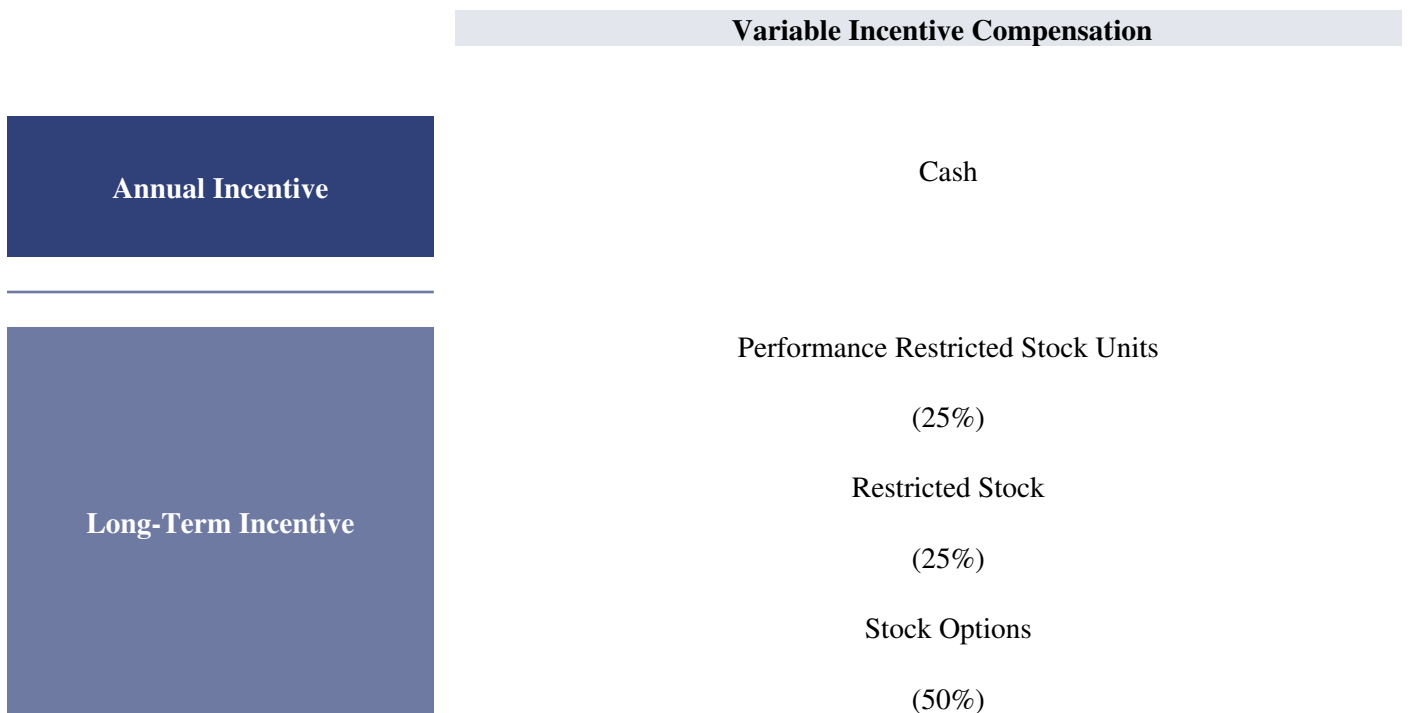 Variable Incentive Compensation
Annual Incentive
Cash
Long-Term Incentive
Performance Restricted Stock Units
(25%)
Restricted Stock
(25%)
Stock Options
(50%)